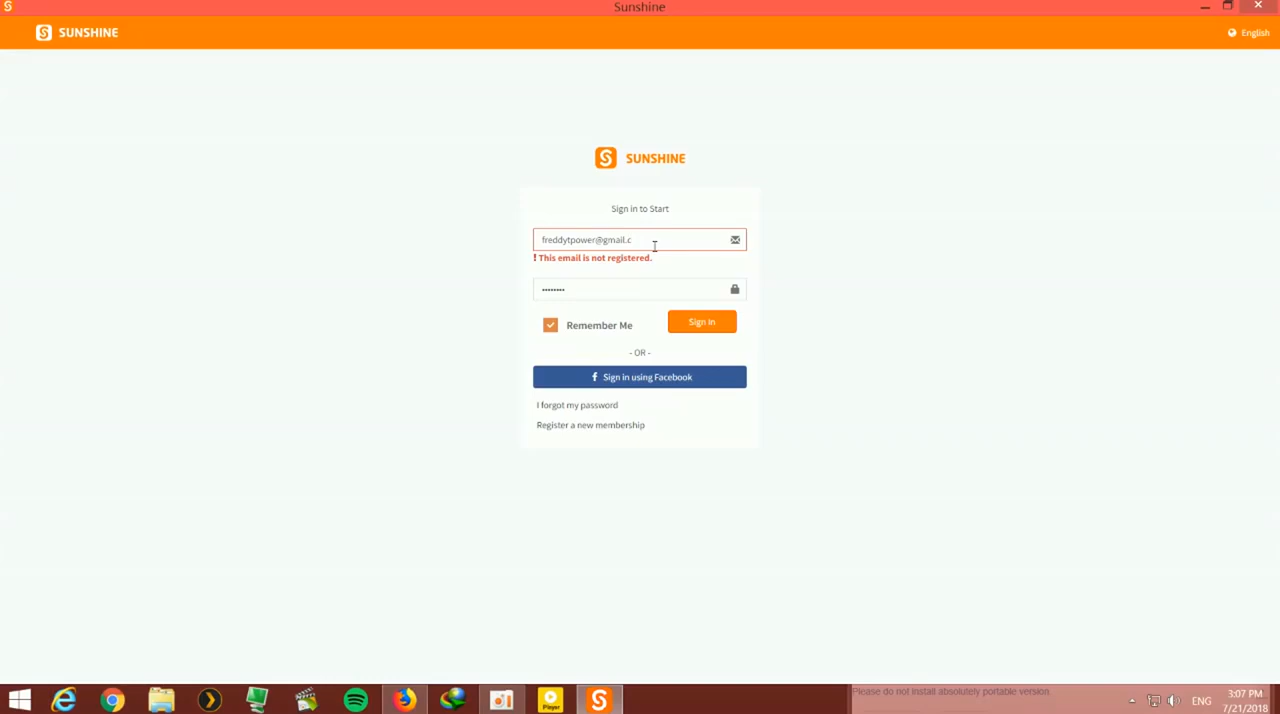 Sunshine
SUNSHINE
English
SUNSHINE
Sign in to Start
freddytpower@gmail.c
! This email is not registered.
••••••••
Remember Me
Sign in
- OR -
f Sign in using Facebook
I forgot my password
Register a new membership
Player
Please do not install absolutely portable version.
ENG
3:07 PM
7/21/2018